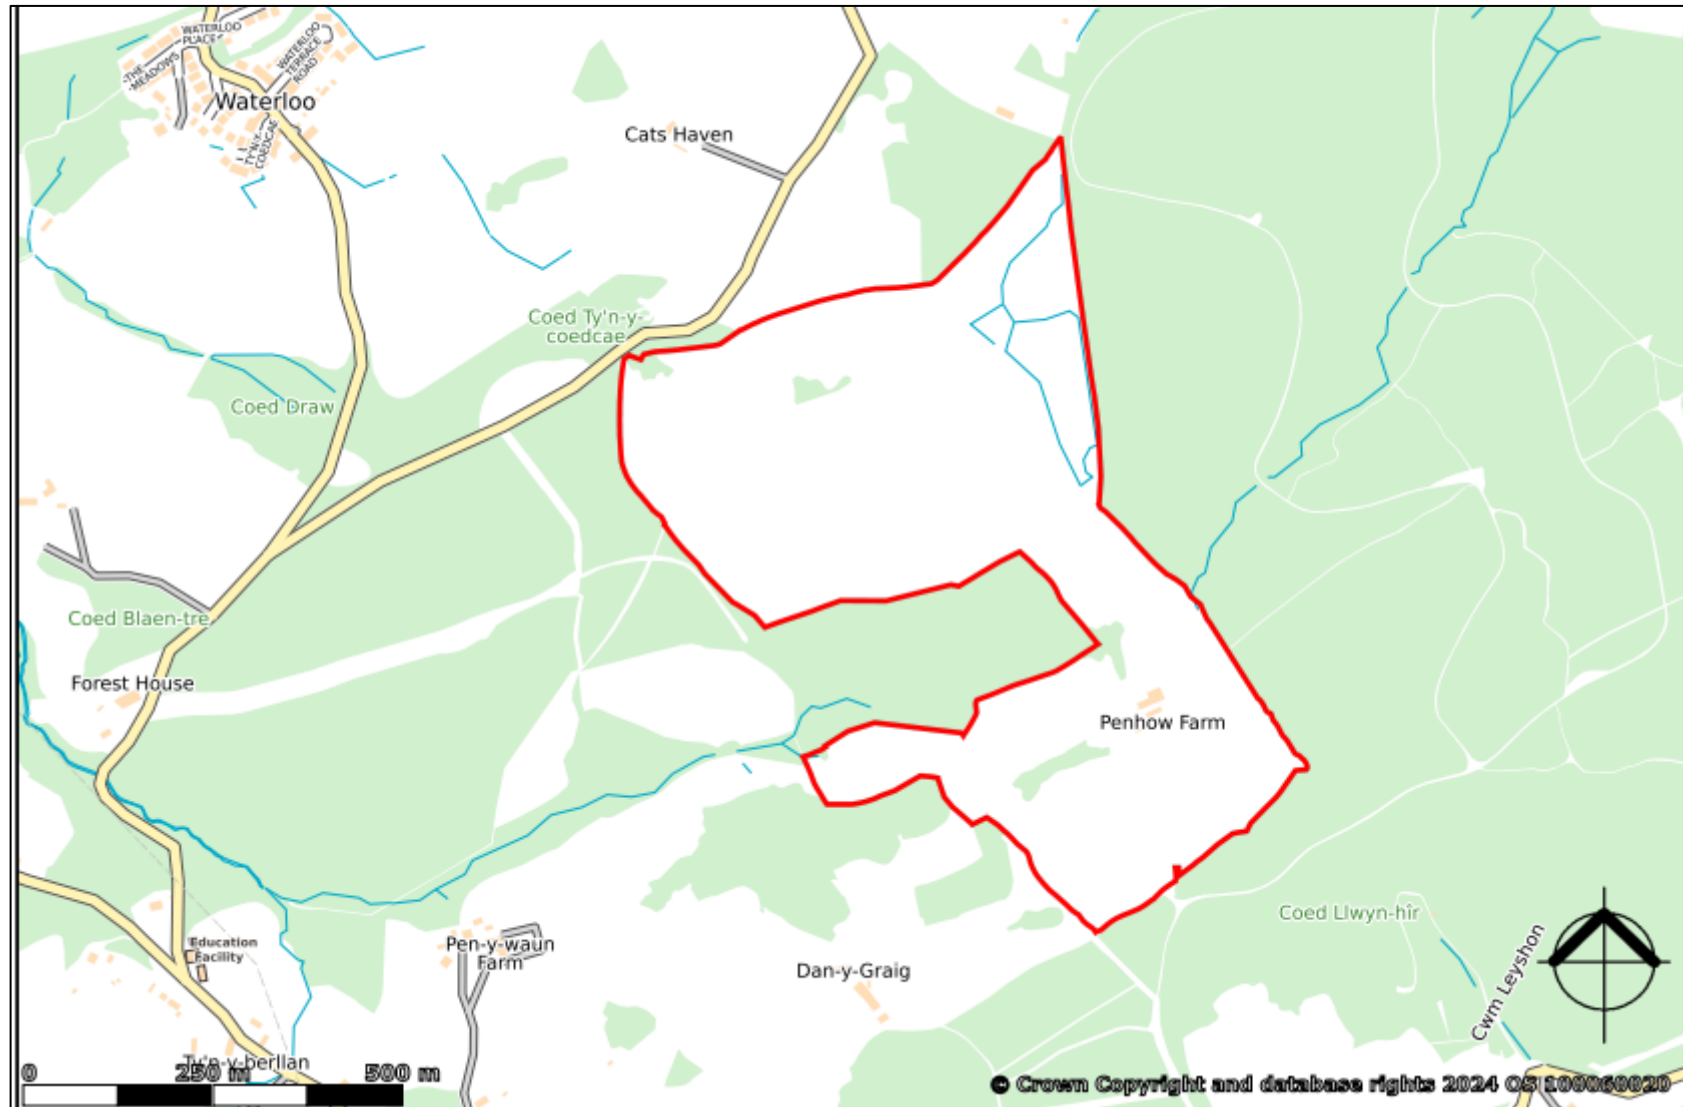 WATERLOO
PLACE
WATERLOO
TERRACE
ROAD
THE
MEADOWS
Waterloo
TY'N-Y-
COEDCAE
Cats Haven
Coed Ty'n-y-
coedcae
Coed Draw
Coed Blaen-tre
Forest House
Penhow Farm
Coed Llwyn-hîr
Education
Facility
Pen-y-waun
Farm
Dan-y-Graig
Cwm Leyshon
Ty'n-y-berllan
0 250 m 500 m
© Crown Copyright and database rights 2024 OS 100060020